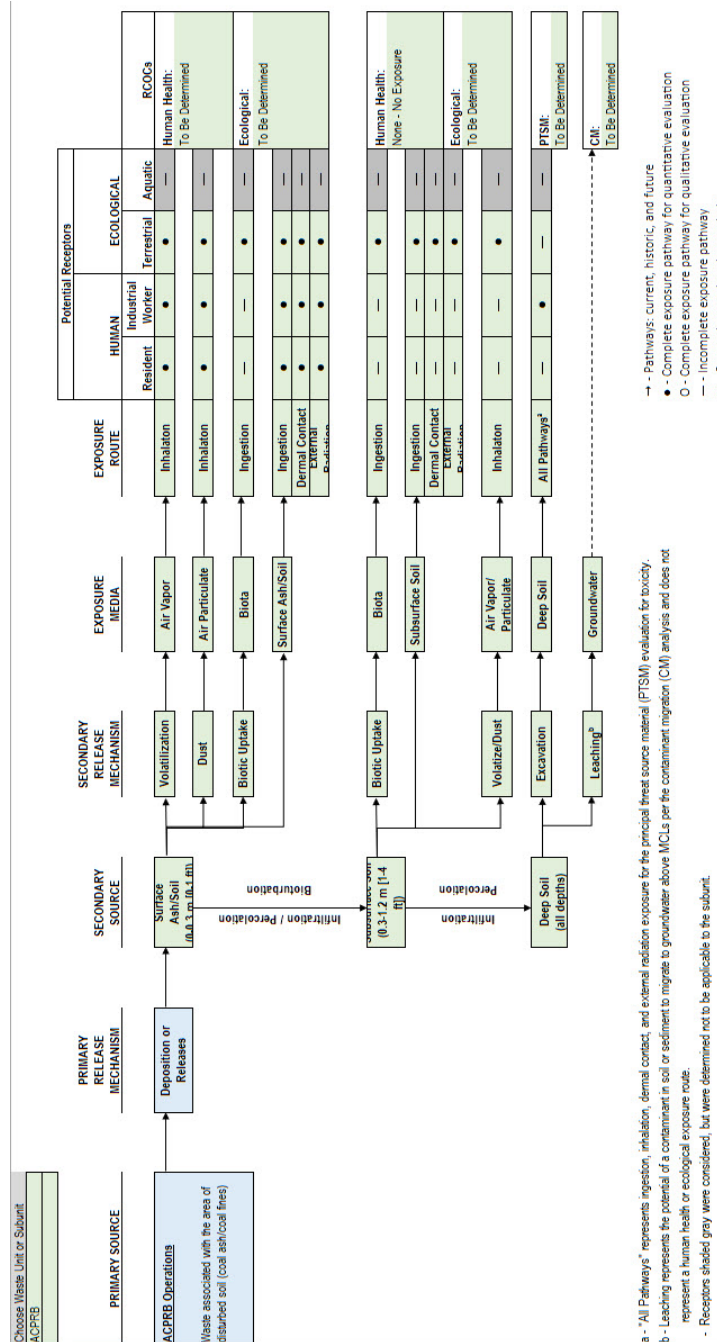 Choose Waste Unit or Subunit
ACPRB
PRIMARY SOURCE
PRIMARY
RELEASE
MECHANISM
SECONDARY
SOURCE
SECONDARY
RELEASE
MECHANISM
EXPOSURE
MEDIA
EXPOSURE
ROUTE
Potential Receptors
HUMAN
ECOLOGICAL
Resident
Industrial
Worker
Terrestrial
Aquatic
RCOCs
ACPRB Operations
Waste associated with the area of
disturbed soil (coal ash/coal fines)
Deposition or
Releases
Surface
Ash/Soil
(0-0.3 m [0-1 ft])
Volatilization
Air Vapor
Inhalaton
● ● ● —
Dust
Air Particulate
Inhalation
● ● ● —
Biotic Uptake
Biota
Ingestion
— — ● —
Surface Ash/Soil
Ingestion
● ● ● —
Dermal Contact
● ● ● —
External
Radiation
● ● ● —
Human Health:
To Be Determined
Ecological:
To Be Determined
Infiltration / Percolation
Bioturbation
Subsurface Soil
(0.3-1.2 m [1-4
ft])
Biotic Uptake
Biota
Ingestion
— — ● —
Subsurface Soil
Ingestion
— — ● —
Dermal Contact
— — ● —
External
Radiation
— — ● —
Volatize/Dust
Air Vapor/
Particulate
Inhalation
— — ● —
Human Health:
None - No Exposure
Ecological:
To Be Determined
Infiltration
Percolation
Deep Soil
(all depths)
Excavation
Deep Soil
All Pathwaysᵃ
— ● — —
PTSM:
To Be Determined
Leachingᵇ
Groundwater
CM:
To Be Determined
→ - Pathways: current, historic, and future
● - Complete exposure pathway for quantitative evaluation
O - Complete exposure pathway for qualitative evaluation
— - Incomplete exposure pathway
a - "All Pathways" represents ingestion, inhalation, dermal contact, and external radiation exposure for the principal threat source material (PTSM) evaluation for toxicity.
b - Leaching represents the potential of a contaminant in soil or sediment to migrate to groundwater above MCLs per the contaminant migration (CM) analysis and does not
represent a human health or ecological exposure route.
- Receptors shaded gray were considered, but were determined not to be applicable to the subunit.